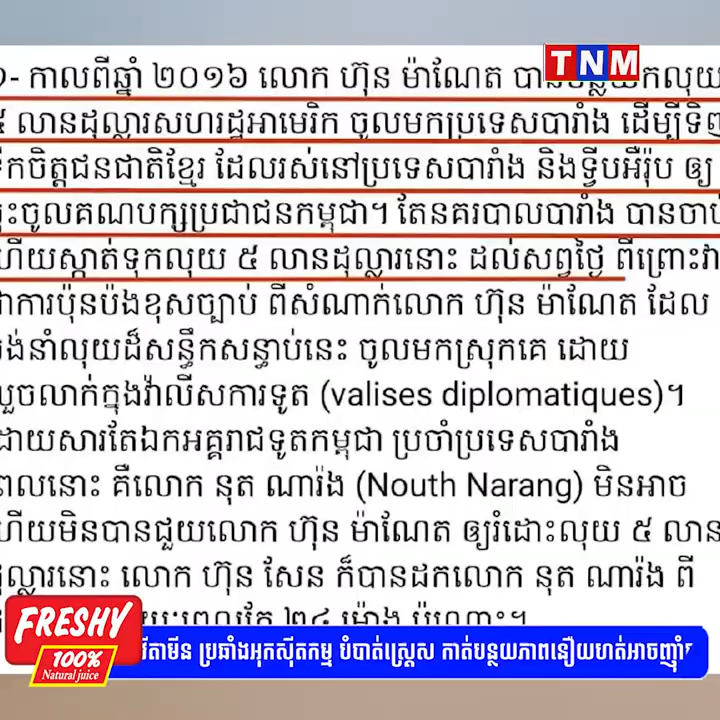 TNM
- កាលពីឆ្នាំ ២០១៦ លោក ហ៊ុន ម៉ាណែត
លានដុល្លារសហរដ្ឋអាមេរិក ចូលមកប្រទេសបារាំង ដើម្បីទិញ
ទឹកចិត្តជនជាតិខ្មែរ ដែលរស់នៅប្រទេសបារាំង និងទ្វីបអឺរ៉ុប ឲ្យ
ចុះចូលគណបក្សប្រជាជនកម្ពុជា។ តែនគរបាលបារាំង បានចាប់
ហើយស្កាត់ទុកលុយ ៥ លានដុល្លារនោះ ដល់សព្វថ្ងៃ ពីព្រោះវា
ជាការប៉ុនប៉ងខុសច្បាប់ ពីសំណាក់លោក ហ៊ុន ម៉ាណែត ដែល
ចង់នាំលុយដ៏សន្ធឹកសន្ធាប់នេះ ចូលមកស្រុកគេ ដោយ
លួចលាក់ក្នុងវ៉ាលីសការទូត (valises diplomatiques)។
ដោយសារតែឯកអគ្គរាជទូតកម្ពុជា ប្រចាំប្រទេសបារាំង
ពេលនោះ គឺលោក នុត ណារ៉ង (Nouth Narang) មិនអាច
ហើយមិនបានជួយលោក ហ៊ុន ម៉ាណែត ឲ្យរំដោះលុយ ៥ លាន
ដុល្លារនោះ លោក ហ៊ុន សែន ក៏បានដកលោក នុត ណារ៉ង ពី
២៤ ម៉ោង ប៉ុណ្ណោះ។
FRESHY
100%
Natural juice
វីតាមីន ប្រឆាំងអុកស៊ីតកម្ម បំបាត់ស្ត្រេស កាត់បន្ថយភាពនឿយហត់អាចញ៉ាំ